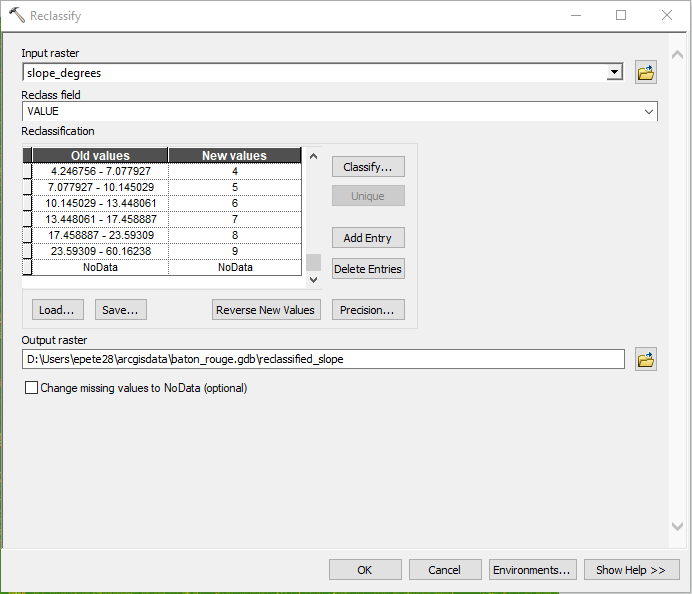 Reclassify
Input raster
slope_degrees
Reclass field
VALUE
Reclassification
Old values New values
4.246756 - 7.077927 4
7.077927 - 10.145029 5
10.145029 - 13.448061 6
13.448061 - 17.458887 7
17.458887 - 23.59309 8
23.59309 - 60.16238 9
NoData NoData
Classify...
Unique
Add Entry
Delete Entries
Load... Save... Reverse New Values Precision...
Output raster
D:\Users\epete28\arcgisdata\baton_rouge.gdb\reclassified_slope
Change missing values to NoData (optional)
OK Cancel Environments... Show Help >>